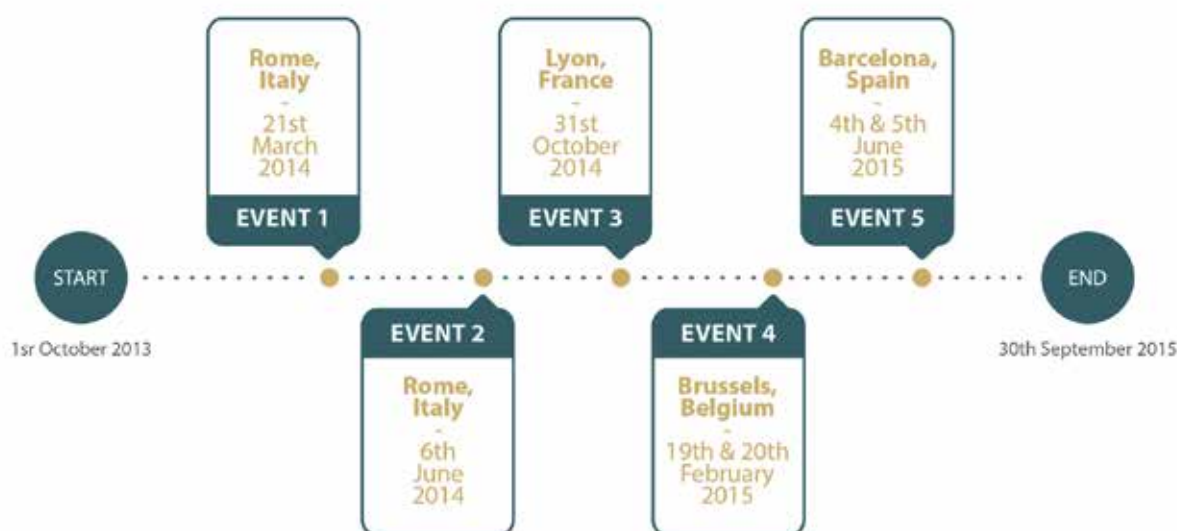 Rome,
Italy
-
21st
March
2014
EVENT 1
Lyon,
France
-
31st
October
2014
EVENT 3
Barcelona,
Spain
-
4th & 5th
June
2015
EVENT 5
START
1sr October 2013
END
30th September 2015
EVENT 2
Rome,
Italy
-
6th
June
2014
EVENT 4
Brussels,
Belgium
-
19th & 20th
February
2015